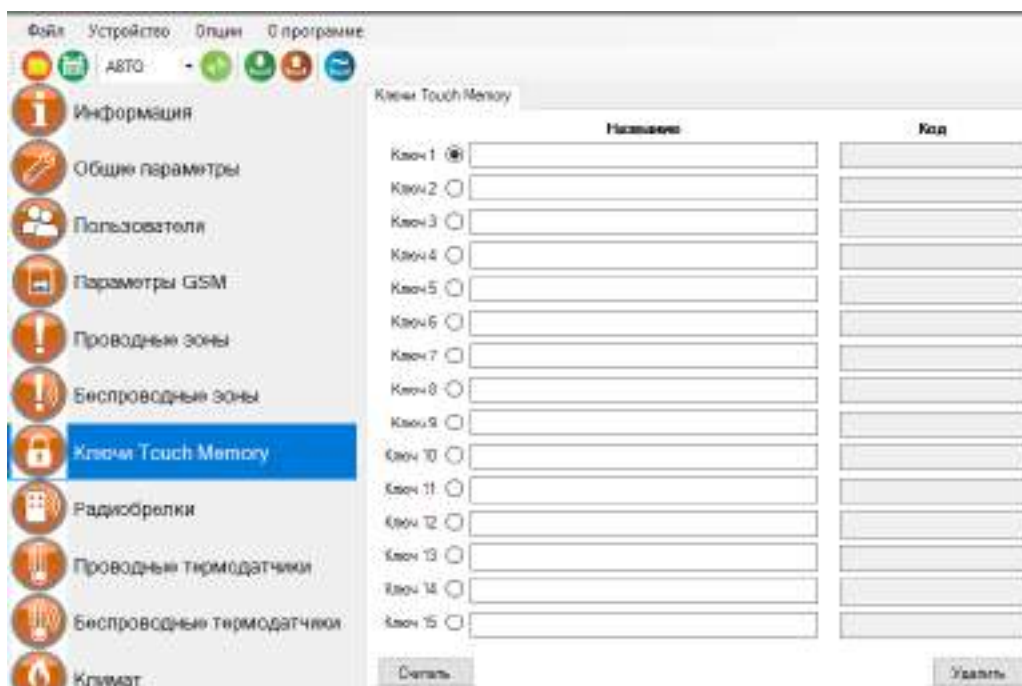 Файл Устройство Опции О программе
АВТО
Информация
Общие параметры
Пользователи
Параметры GSM
Проводные зоны
Беспроводные зоны
Ключи Touch Memory
Радиобрелки
Проводные термодатчики
Беспроводные термодатчики
Климат
Ключи Touch Memory
Название Код
Ключ 1
Ключ 2
Ключ 3
Ключ 4
Ключ 5
Ключ 6
Ключ 7
Ключ 8
Ключ 9
Ключ 10
Ключ 11
Ключ 12
Ключ 13
Ключ 14
Ключ 15
Считать Удалить